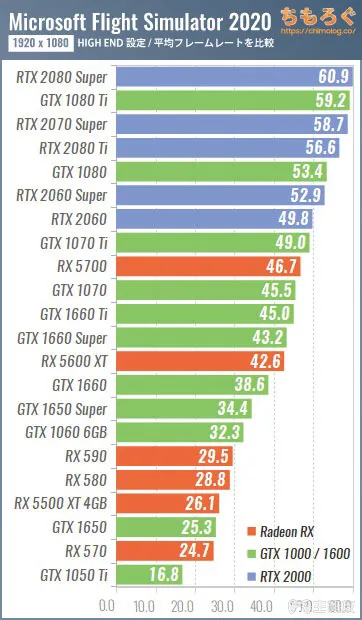 Microsoft Flight Simulator 2020
ちもろぐ
https://chimolog.co/
1920 x 1080 HIGH END 設定 / 平均フレームレートを比較
RTX 2080 Super 60.9
GTX 1080 Ti 59.2
RTX 2070 Super 58.7
RTX 2080 Ti 56.6
GTX 1080 53.4
RTX 2060 Super 52.9
RTX 2060 49.8
GTX 1070 Ti 49.0
RX 5700 46.7
GTX 1070 45.5
GTX 1660 Ti 45.0
GTX 1660 Super 43.2
RX 5600 XT 42.6
GTX 1660 38.6
GTX 1650 Super 34.4
GTX 1060 6GB 32.3
RX 590 29.5
RX 580 28.8
RX 5500 XT 4GB 26.1
GTX 1650 25.3
RX 570 24.7
GTX 1050 Ti 16.8
Radeon RX
GTX 1000 / 1600
RTX 2000
0.0 10.0 20.0 30.0 40.0
60.0